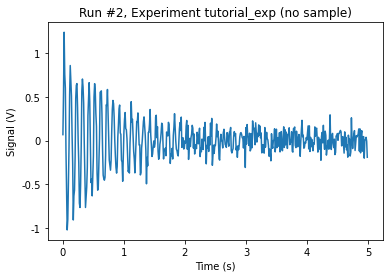 Run #2, Experiment tutorial_exp (no sample)
1
0.5
0
-0.5
-1
Signal (V)
0 1 2 3 4 5
Time (s)